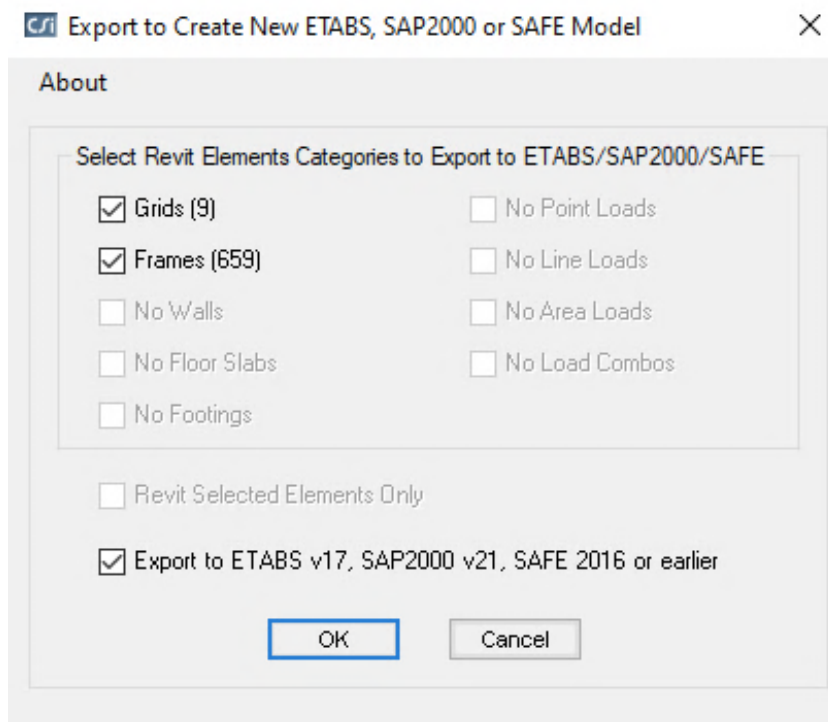 CSi Export to Create New ETABS, SAP2000 or SAFE Model
About
Select Revit Elements Categories to Export to ETABS/SAP2000/SAFE
Grids (9)
No Point Loads
Frames (659)
No Line Loads
No Walls
No Area Loads
No Floor Slabs
No Load Combos
No Footings
Revit Selected Elements Only
Export to ETABS v17, SAP2000 v21, SAFE 2016 or earlier
OK
Cancel